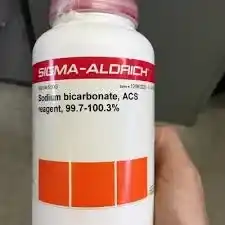 SIGMA-ALDRICH
Sodium bicarbonate, ACS
reagent, 99.7-100.3%